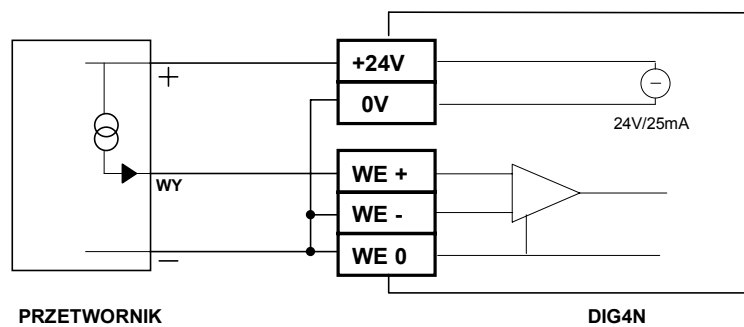 +
WY
—
+24V
0V
WE +
WE -
WE 0
24V/25mA
PRZETWORNIK
DIG4N